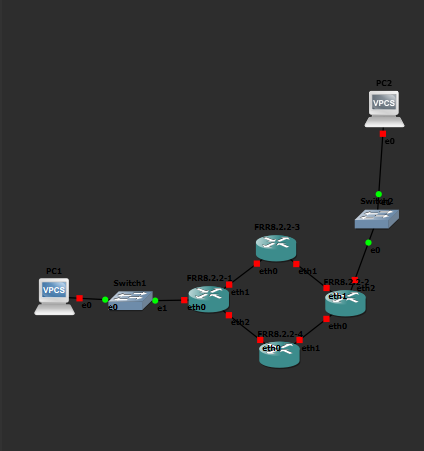 PC2
VPCS
e0
Switch2
e0
FRR8.2.2-3
eth0
eth1
PC1
VPCS
e0
Switch1
e0
e1
FRR8.2.2-1
eth0
eth1
eth2
FRR8.2.2-2
eth1
eth2
eth0
FRR8.2.2-4
eth0
eth1